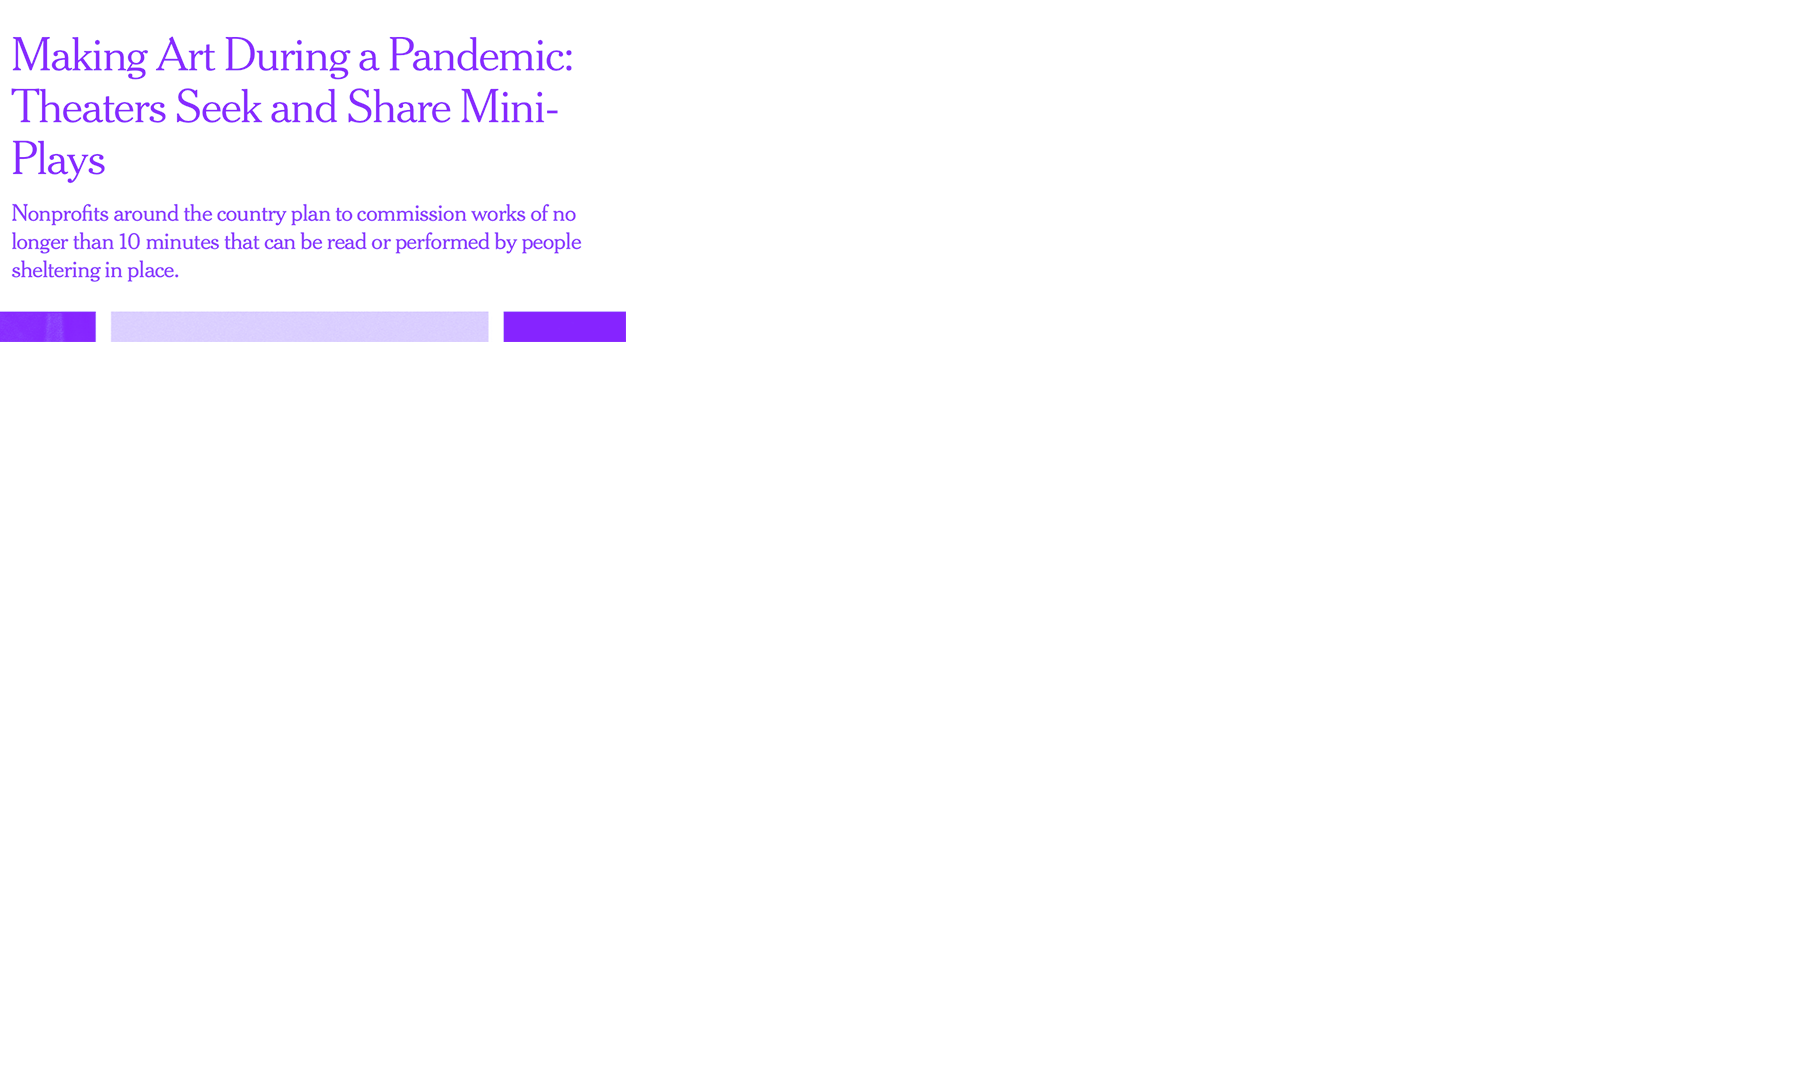 Making Art During a Pandemic:
Theaters Seek and Share Mini-
Plays
Nonprofits around the country plan to commission works of no
longer than 10 minutes that can be read or performed by people
sheltering in place.